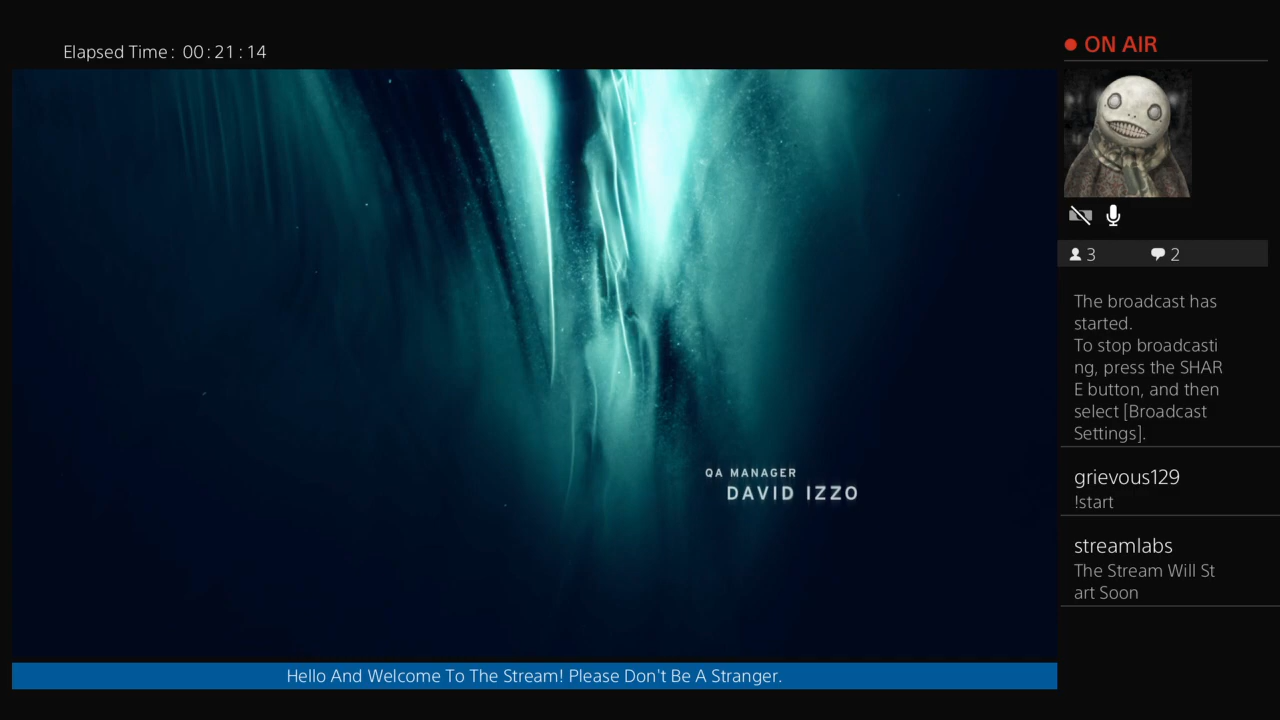 Elapsed Time: 00:21:14
ON AIR
3
2
The broadcast has
started.
To stop broadcasti
ng, press the SHAR
E button, and then
select [Broadcast
Settings].
grievous129
!start
streamlabs
The Stream Will St
art Soon
QA MANAGER
DAVID IZZO
Hello And Welcome To The Stream! Please Don't Be A Stranger.